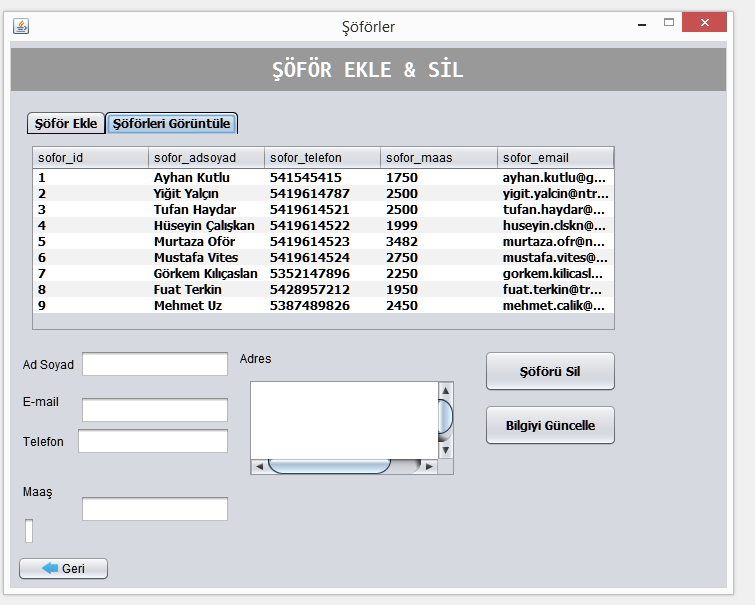 Şöförler
ŞÖFÖR EKLE & SİL
Şöför Ekle Şöförleri Görüntüle
sofor_id sofor_adsoyad sofor_telefon sofor_maas sofor_email
1 Ayhan Kutlu 541545415 1750 ayhan.kutlu@g...
2 Yiğit Yalçın 5419614787 2500 yigit.yalcin@ntr...
3 Tufan Haydar 5419614521 2500 tufan.haydar@...
4 Hüseyin Çalışkan 5419614522 1999 huseyin.clskn@...
5 Murtaza Oför 5419614523 3482 murtaza.ofr@n...
6 Mustafa Vites 5419614524 2750 mustafa.vites@...
7 Görkem Kılıçaslan 5352147896 2250 gorkem.kilicasl...
8 Fuat Terkin 5428957212 1950 fuat.terkin@tr...
9 Mehmet Uz 5387489826 2450 mehmet.calik@...
Ad Soyad
Adres
Şöförü Sil
E-mail
Bilgiyi Güncelle
Telefon
Maaş
Geri